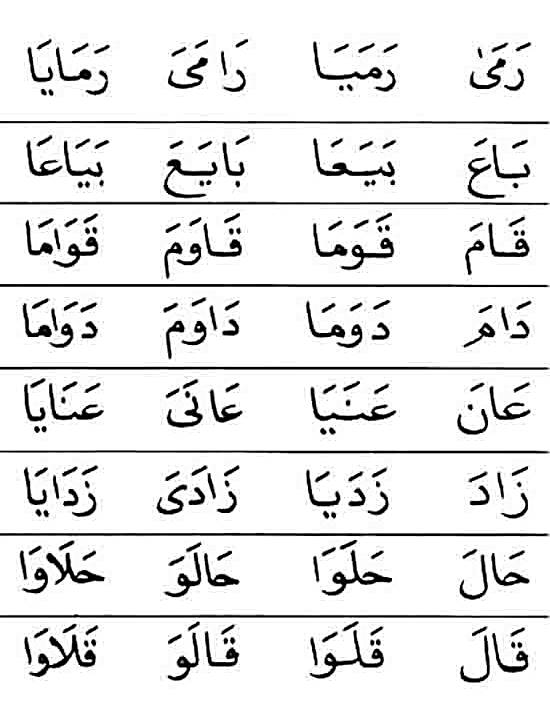 رَمَىٰ رَمَيَا رَامَىَ رَمَايَا
بَاعَ بَيَعَا بَايَعَ بَيَاعَا
قَامَ قَوَمَا قَاوَمَ قَوَامَا
دَامَ دَوَمَا دَاوَمَ دَوَامَا
عَانَ عَنَيَا عَانَىَ عَنَايَا
زَادَ زَدَيَا زَادَىَ زَدَايَا
حَالَ حَلَوَا حَالَوَ حَلَاوَا
قَالَ قَلَوَا قَالَوَ قَلَاوَا